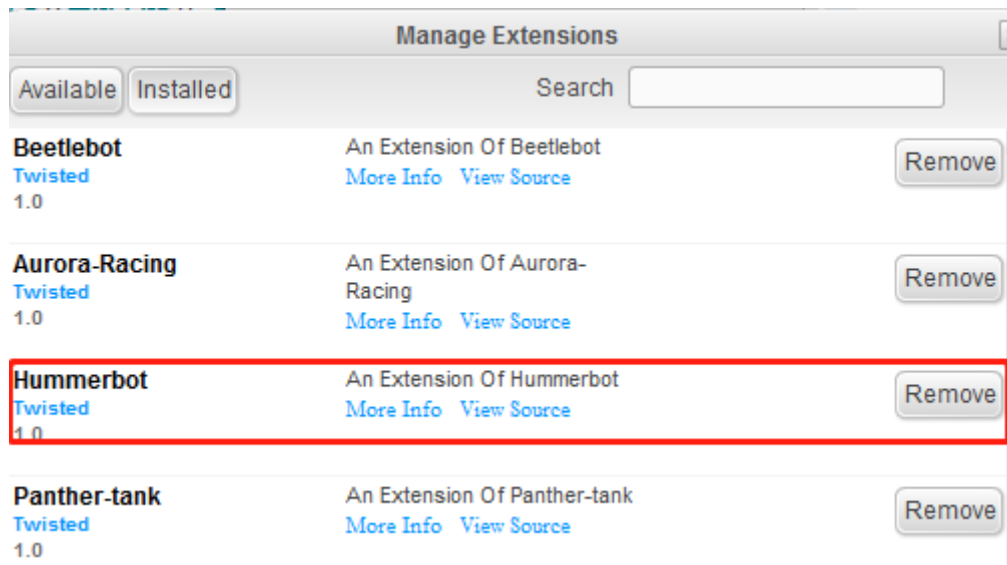 Manage Extensions
Available Installed Search
Beetlebot An Extension Of Beetlebot Remove
Twisted More Info View Source
1.0
Aurora-Racing An Extension Of Aurora-
Racing Remove
Twisted More Info View Source
1.0
Hummerbot An Extension Of Hummerbot Remove
Twisted More Info View Source
1.0
Panther-tank An Extension Of Panther-tank Remove
Twisted More Info View Source
1.0